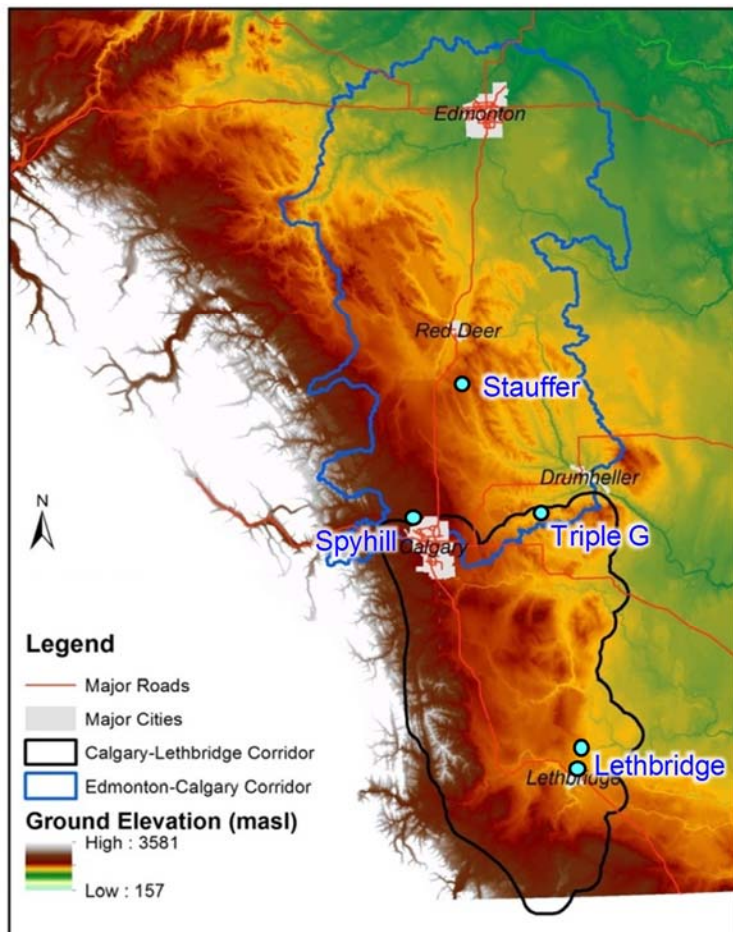 Edmonton
Red Deer
Stauffer
Drumheller
Spyhill
Calgary
Triple G
N
Lethbridge
Lethbridge
Legend
Major Roads
Major Cities
Calgary-Lethbridge Corridor
Edmonton-Calgary Corridor
Ground Elevation (masl)
High : 3581
Low : 157